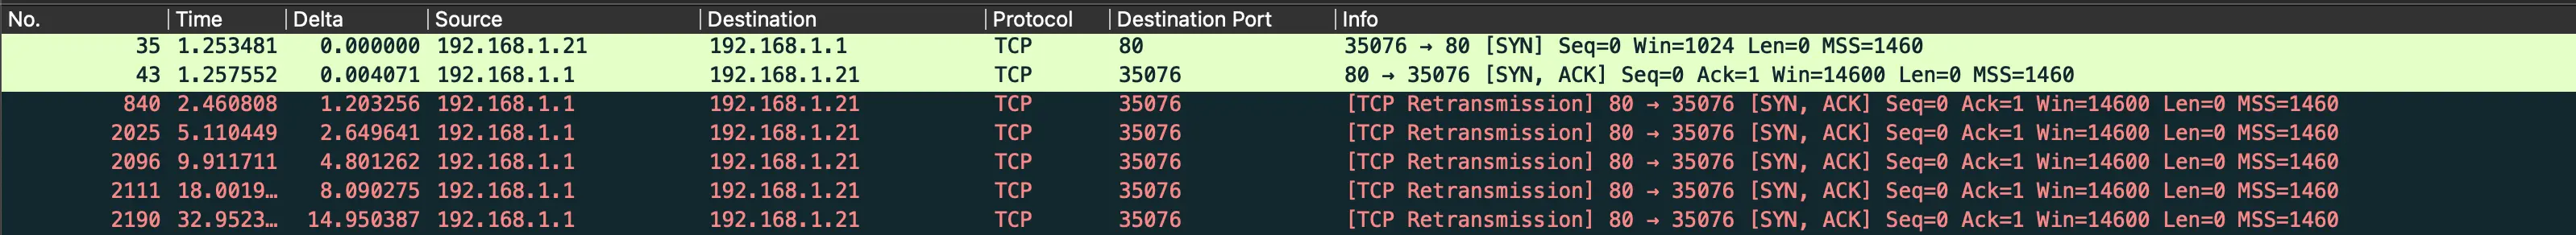 No. Time Delta Source Destination Protocol Destination Port Info
35 1.253481 0.000000 192.168.1.21 192.168.1.1 TCP 80 35076 → 80 [SYN] Seq=0 Win=1024 Len=0 MSS=1460
43 1.257552 0.004071 192.168.1.1 192.168.1.21 TCP 35076 80 → 35076 [SYN, ACK] Seq=0 Ack=1 Win=14600 Len=0 MSS=1460
840 2.460808 1.203256 192.168.1.1 192.168.1.21 TCP 35076 [TCP Retransmission] 80 → 35076 [SYN, ACK] Seq=0 Ack=1 Win=14600 Len=0 MSS=1460
2025 5.110449 2.649641 192.168.1.1 192.168.1.21 TCP 35076 [TCP Retransmission] 80 → 35076 [SYN, ACK] Seq=0 Ack=1 Win=14600 Len=0 MSS=1460
2096 9.911711 4.801262 192.168.1.1 192.168.1.21 TCP 35076 [TCP Retransmission] 80 → 35076 [SYN, ACK] Seq=0 Ack=1 Win=14600 Len=0 MSS=1460
2111 18.0019… 8.090275 192.168.1.1 192.168.1.21 TCP 35076 [TCP Retransmission] 80 → 35076 [SYN, ACK] Seq=0 Ack=1 Win=14600 Len=0 MSS=1460
2190 32.9523… 14.950387 192.168.1.1 192.168.1.21 TCP 35076 [TCP Retransmission] 80 → 35076 [SYN, ACK] Seq=0 Ack=1 Win=14600 Len=0 MSS=1460